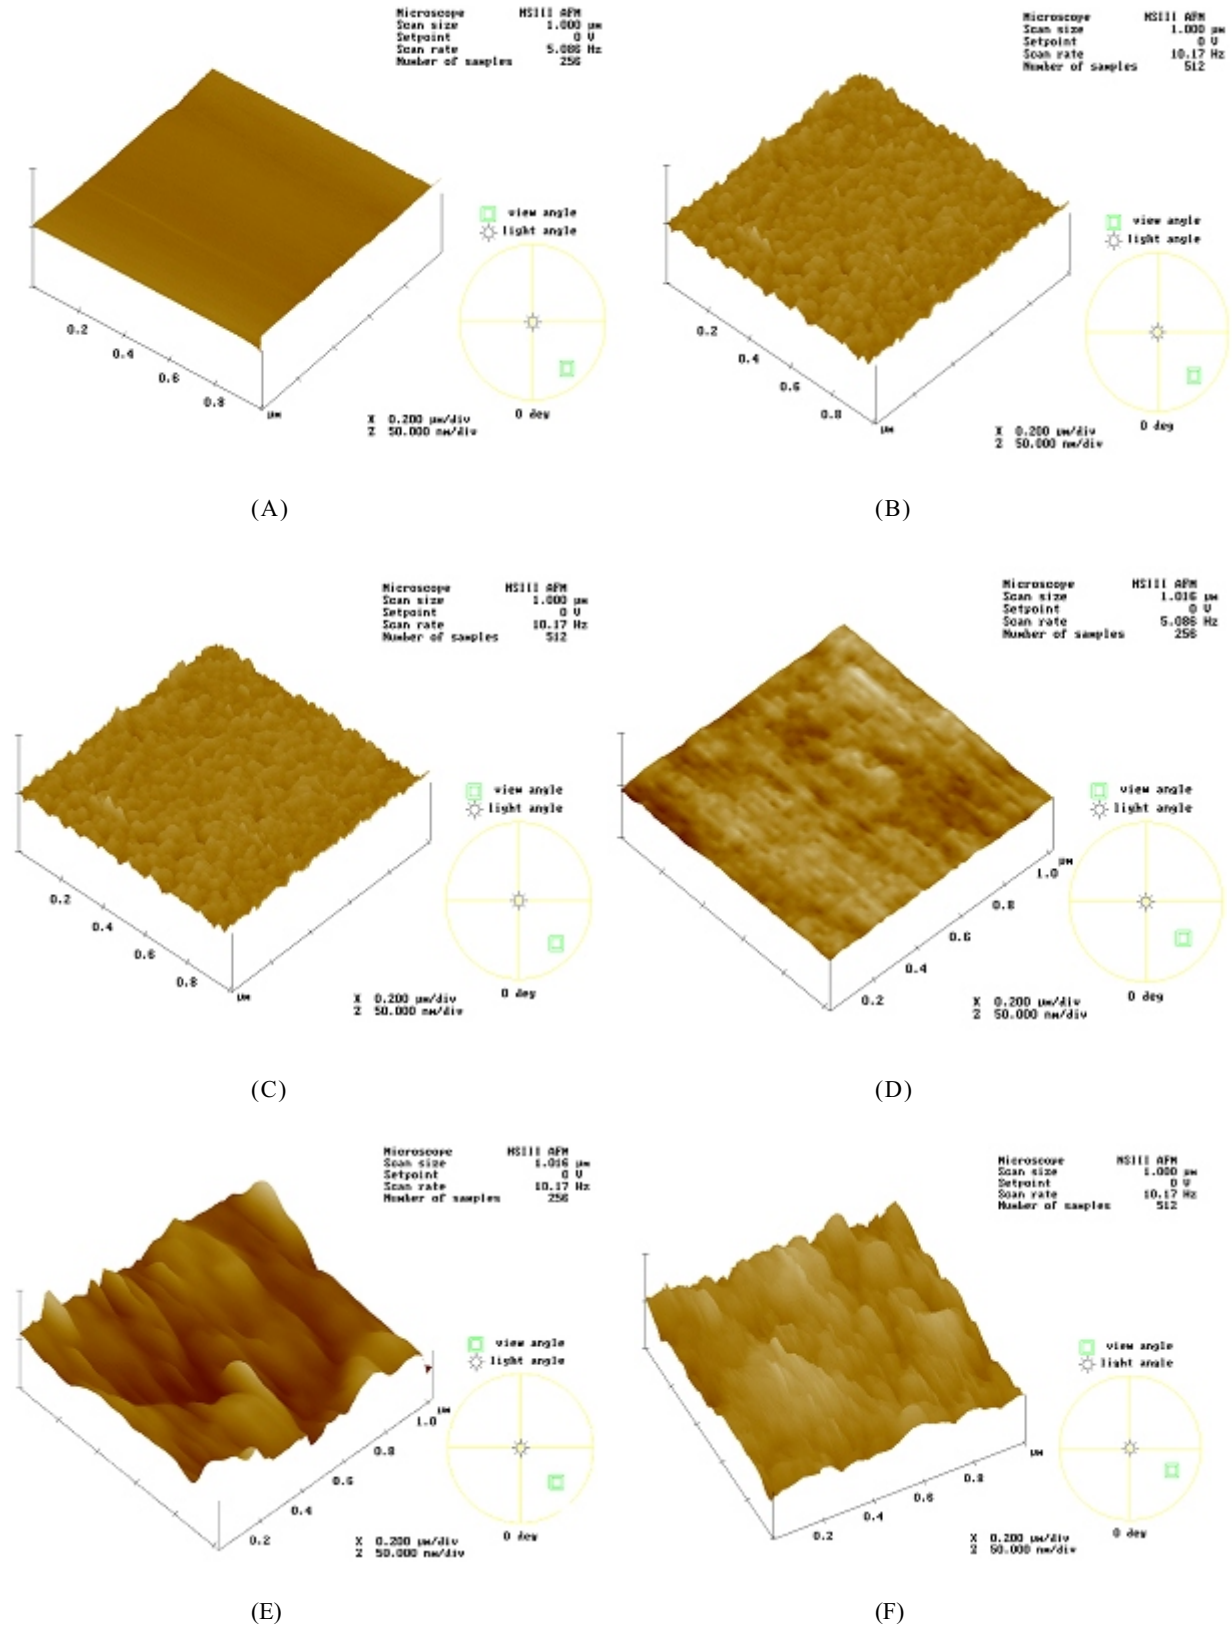 Microscope NSIII AFM
Scan size 1.000 µm
Setpoint 0 V
Scan rate 5.086 Hz
Number of samples 256
view angle
light angle
0.2
0.4
0.6
0.8
µm
X 0.200 µm/div
Z 50.000 nm/div
0 deg
(A)
Microscope NSIII AFM
Scan size 1.000 µm
Setpoint 0 V
Scan rate 10.17 Hz
Number of samples 512
view angle
light angle
0.2
0.4
0.6
0.8
µm
X 0.200 µm/div
Z 50.000 nm/div
0 deg
(B)
Microscope NSIII AFM
Scan size 1.000 µm
Setpoint 0 V
Scan rate 10.17 Hz
Number of samples 512
view angle
light angle
0.2
0.4
0.6
0.8
µm
X 0.200 µm/div
Z 50.000 nm/div
0 deg
(C)
Microscope NSIII AFM
Scan size 1.016 µm
Setpoint 0 V
Scan rate 5.086 Hz
Number of samples 256
view angle
light angle
µm
1.0
0.8
0.6
0.4
0.2
X 0.200 µm/div
Z 50.000 nm/div
0 deg
(D)
Microscope NSIII AFM
Scan size 1.016 µm
Setpoint 0 V
Scan rate 10.17 Hz
Number of samples 256
view angle
light angle
µm
1.0
0.8
0.6
0.4
0.2
X 0.200 µm/div
Z 50.000 nm/div
0 deg
(E)
Microscope NSIII AFM
Scan size 1.000 µm
Setpoint 0 V
Scan rate 10.17 Hz
Number of samples 512
view angle
light angle
µm
0.8
0.6
0.4
0.2
X 0.200 µm/div
Z 50.000 nm/div
0 deg
(F)